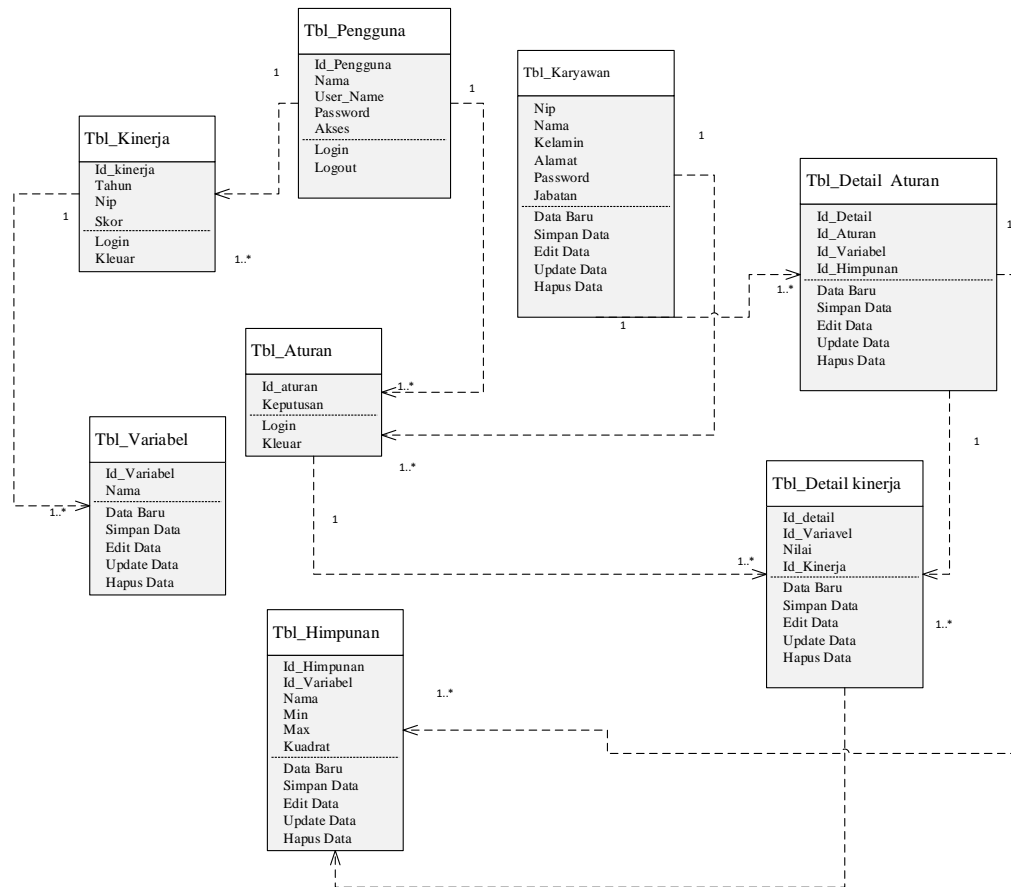 Tbl_Pengguna
Id_Pengguna
Nama
User_Name
Password
Akses
Login
Logout
1
1
Tbl_Karyawan
Nip
Nama
Kelamin
Alamat
Password
Jabatan
Data Baru
Simpan Data
Edit Data
Update Data
Hapus Data
1
1
Tbl_Kinerja
Id_kinerja
Tahun
Nip
Skor
Login
Kleuar
1
1..*
Tbl_Detail Aturan
Id_Detail
Id_Aturan
Id_Variabel
Id_Himpunan
Data Baru
Simpan Data
Edit Data
Update Data
Hapus Data
1
1..*
1
Tbl_Aturan
Id_aturan
Keputusan
Login
Kleuar
1..*
1..*
1
Tbl_Variabel
Id_Variabel
Nama
Data Baru
Simpan Data
Edit Data
Update Data
Hapus Data
1..*
Tbl_Detail kinerja
Id_detail
Id_Variavel
Nilai
Id_Kinerja
Data Baru
Simpan Data
Edit Data
Update Data
Hapus Data
1..*
1..*
Tbl_Himpunan
Id_Himpunan
Id_Variabel
Nama
Min
Max
Kuadrat
Data Baru
Simpan Data
Edit Data
Update Data
Hapus Data
1..*